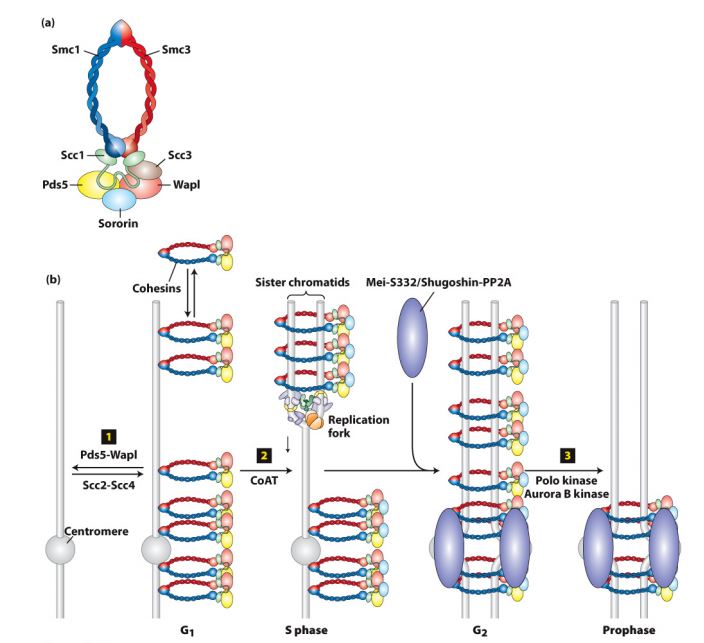 (a)
Smc1
Smc3
Scc1
Scc3
Pds5
Wapl
Sororin
(b)
Cohesins
Sister chromatids
Mei-S332/Shugoshin-PP2A
Replication
fork
1
Pds5-Wapl
Scc2-Scc4
2
CoAT
3
Polo kinase
Aurora B kinase
Centromere
G1
S phase
G2
Prophase